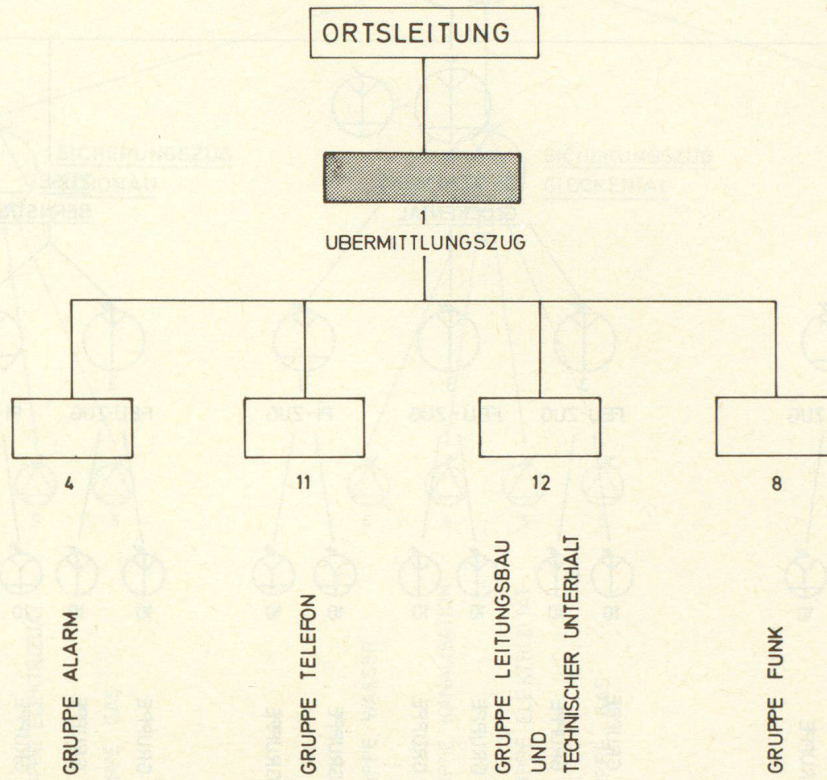 ORTSLEITUNG
1
UBERMITTLUNGSZUG
4
11
12
8
GRUPPE ALARM
GRUPPE TELEFON
GRUPPE LEITUNGSBAU
UND
TECHNISCHER UNTERHALT
GRUPPE FUNK